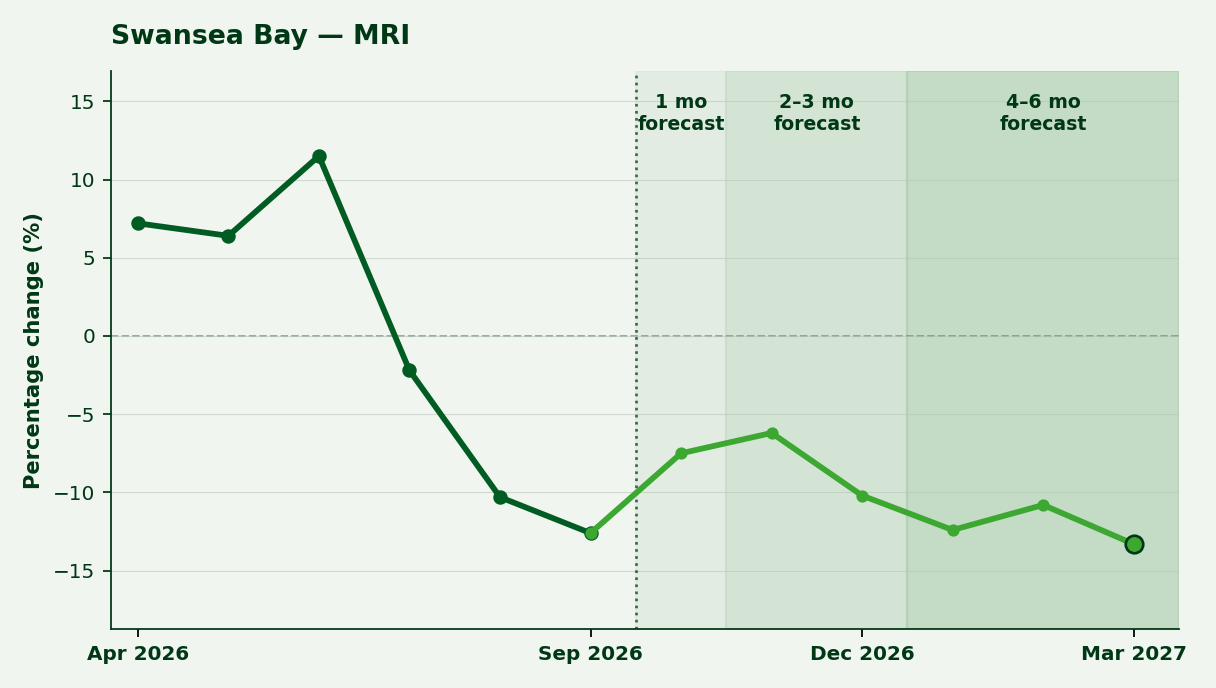 Swansea Bay — MRI
Percentage change (%)
15
10
5
0
−5
−10
−15
1 mo
forecast
2–3 mo
forecast
4–6 mo
forecast
Apr 2026
Sep 2026
Dec 2026
Mar 2027